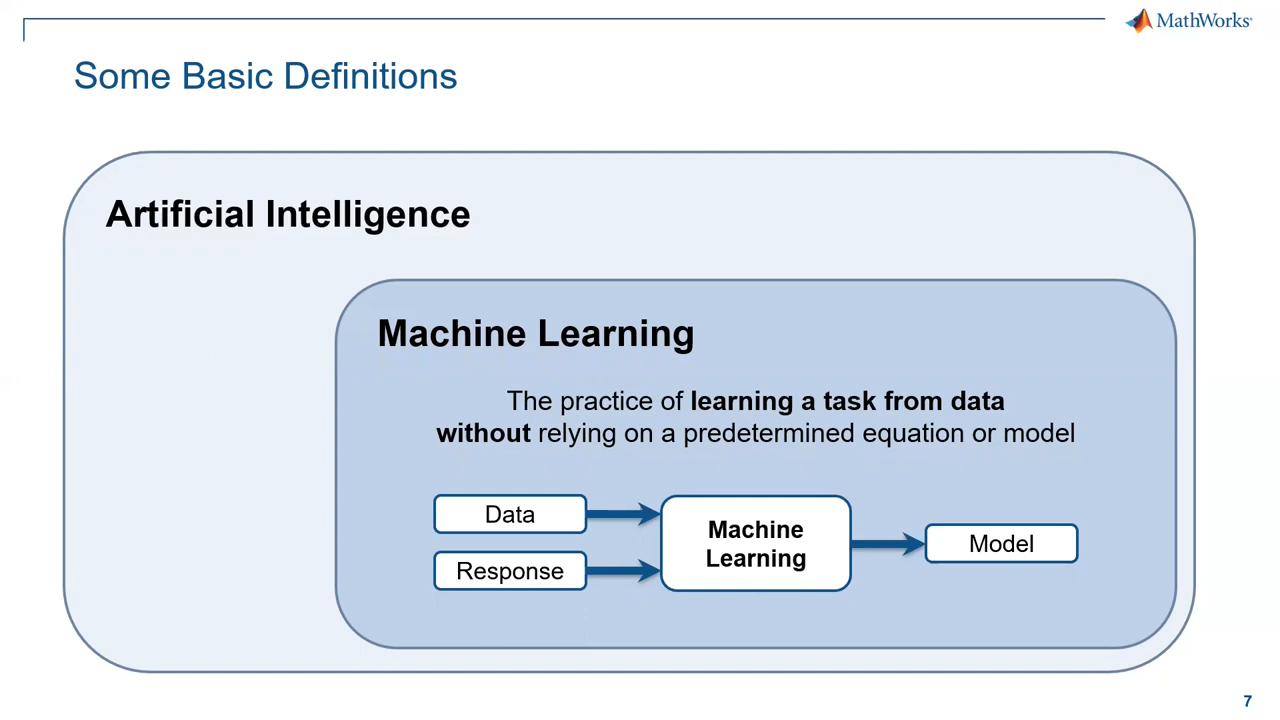 MathWorks
Some Basic Definitions
Artificial Intelligence
Machine Learning
The practice of learning a task from data
without relying on a predetermined equation or model
Data
Response
Machine
Learning
Model
7